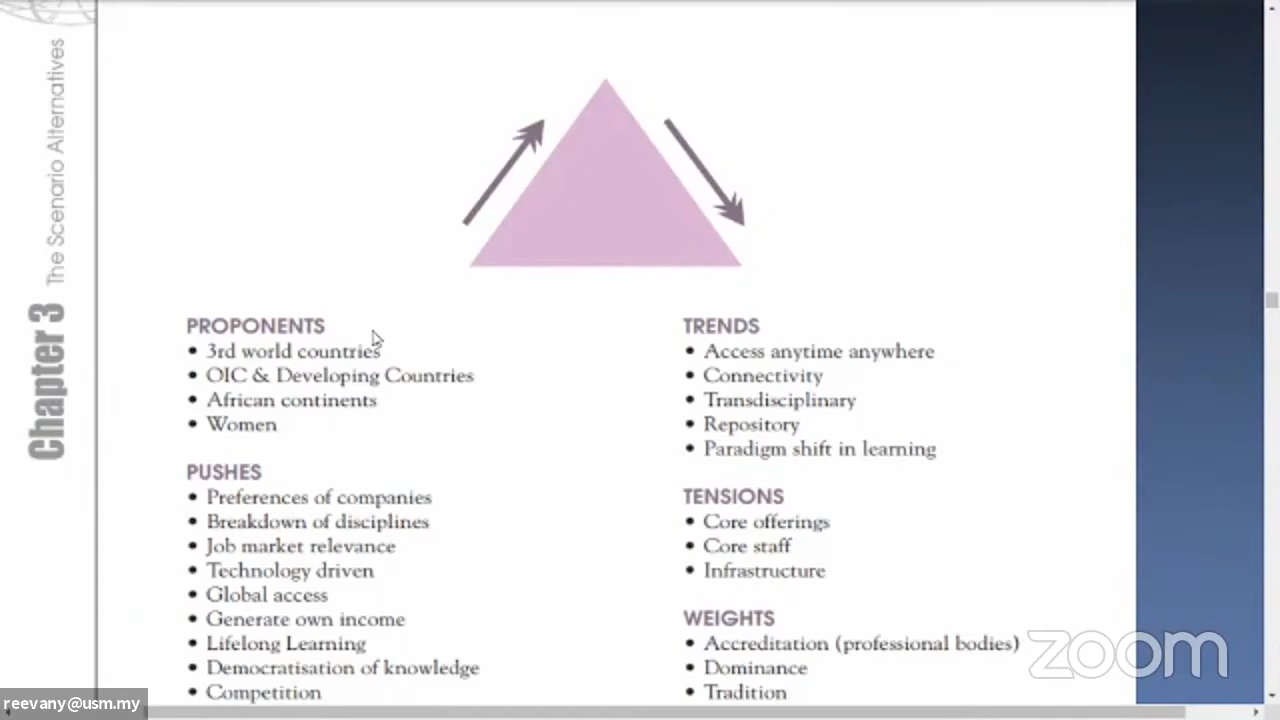 Chapter 3 The Scenario Alternatives
PROPONENTS
• 3rd world countries
• OIC & Developing Countries
• African continents
• Women
PUSHES
• Preferences of companies
• Breakdown of disciplines
• Job market relevance
• Technology driven
• Global access
• Generate own income
• Lifelong Learning
• Democratisation of knowledge
• Competition
TRENDS
• Access anytime anywhere
• Connectivity
• Transdisciplinary
• Repository
• Paradigm shift in learning
TENSIONS
• Core offerings
• Core staff
• Infrastructure
WEIGHTS
• Accreditation (professional bodies)
• Dominance
• Tradition
zoom
reevany@usm.my